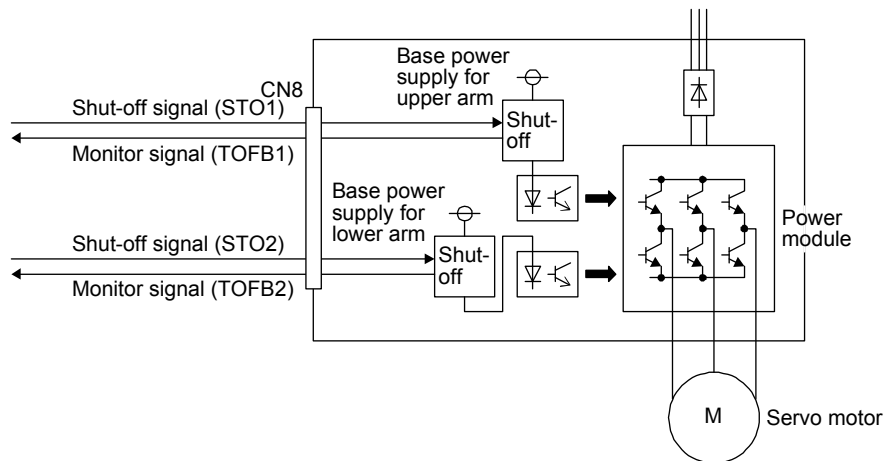 Base power
supply for
upper arm
CN8
Shut-off signal (STO1)
Shut-
off
Monitor signal (TOFB1)
Base power
supply for
lower arm
Power
module
Shut-off signal (STO2)
Shut-
off
Monitor signal (TOFB2)
M
Servo motor